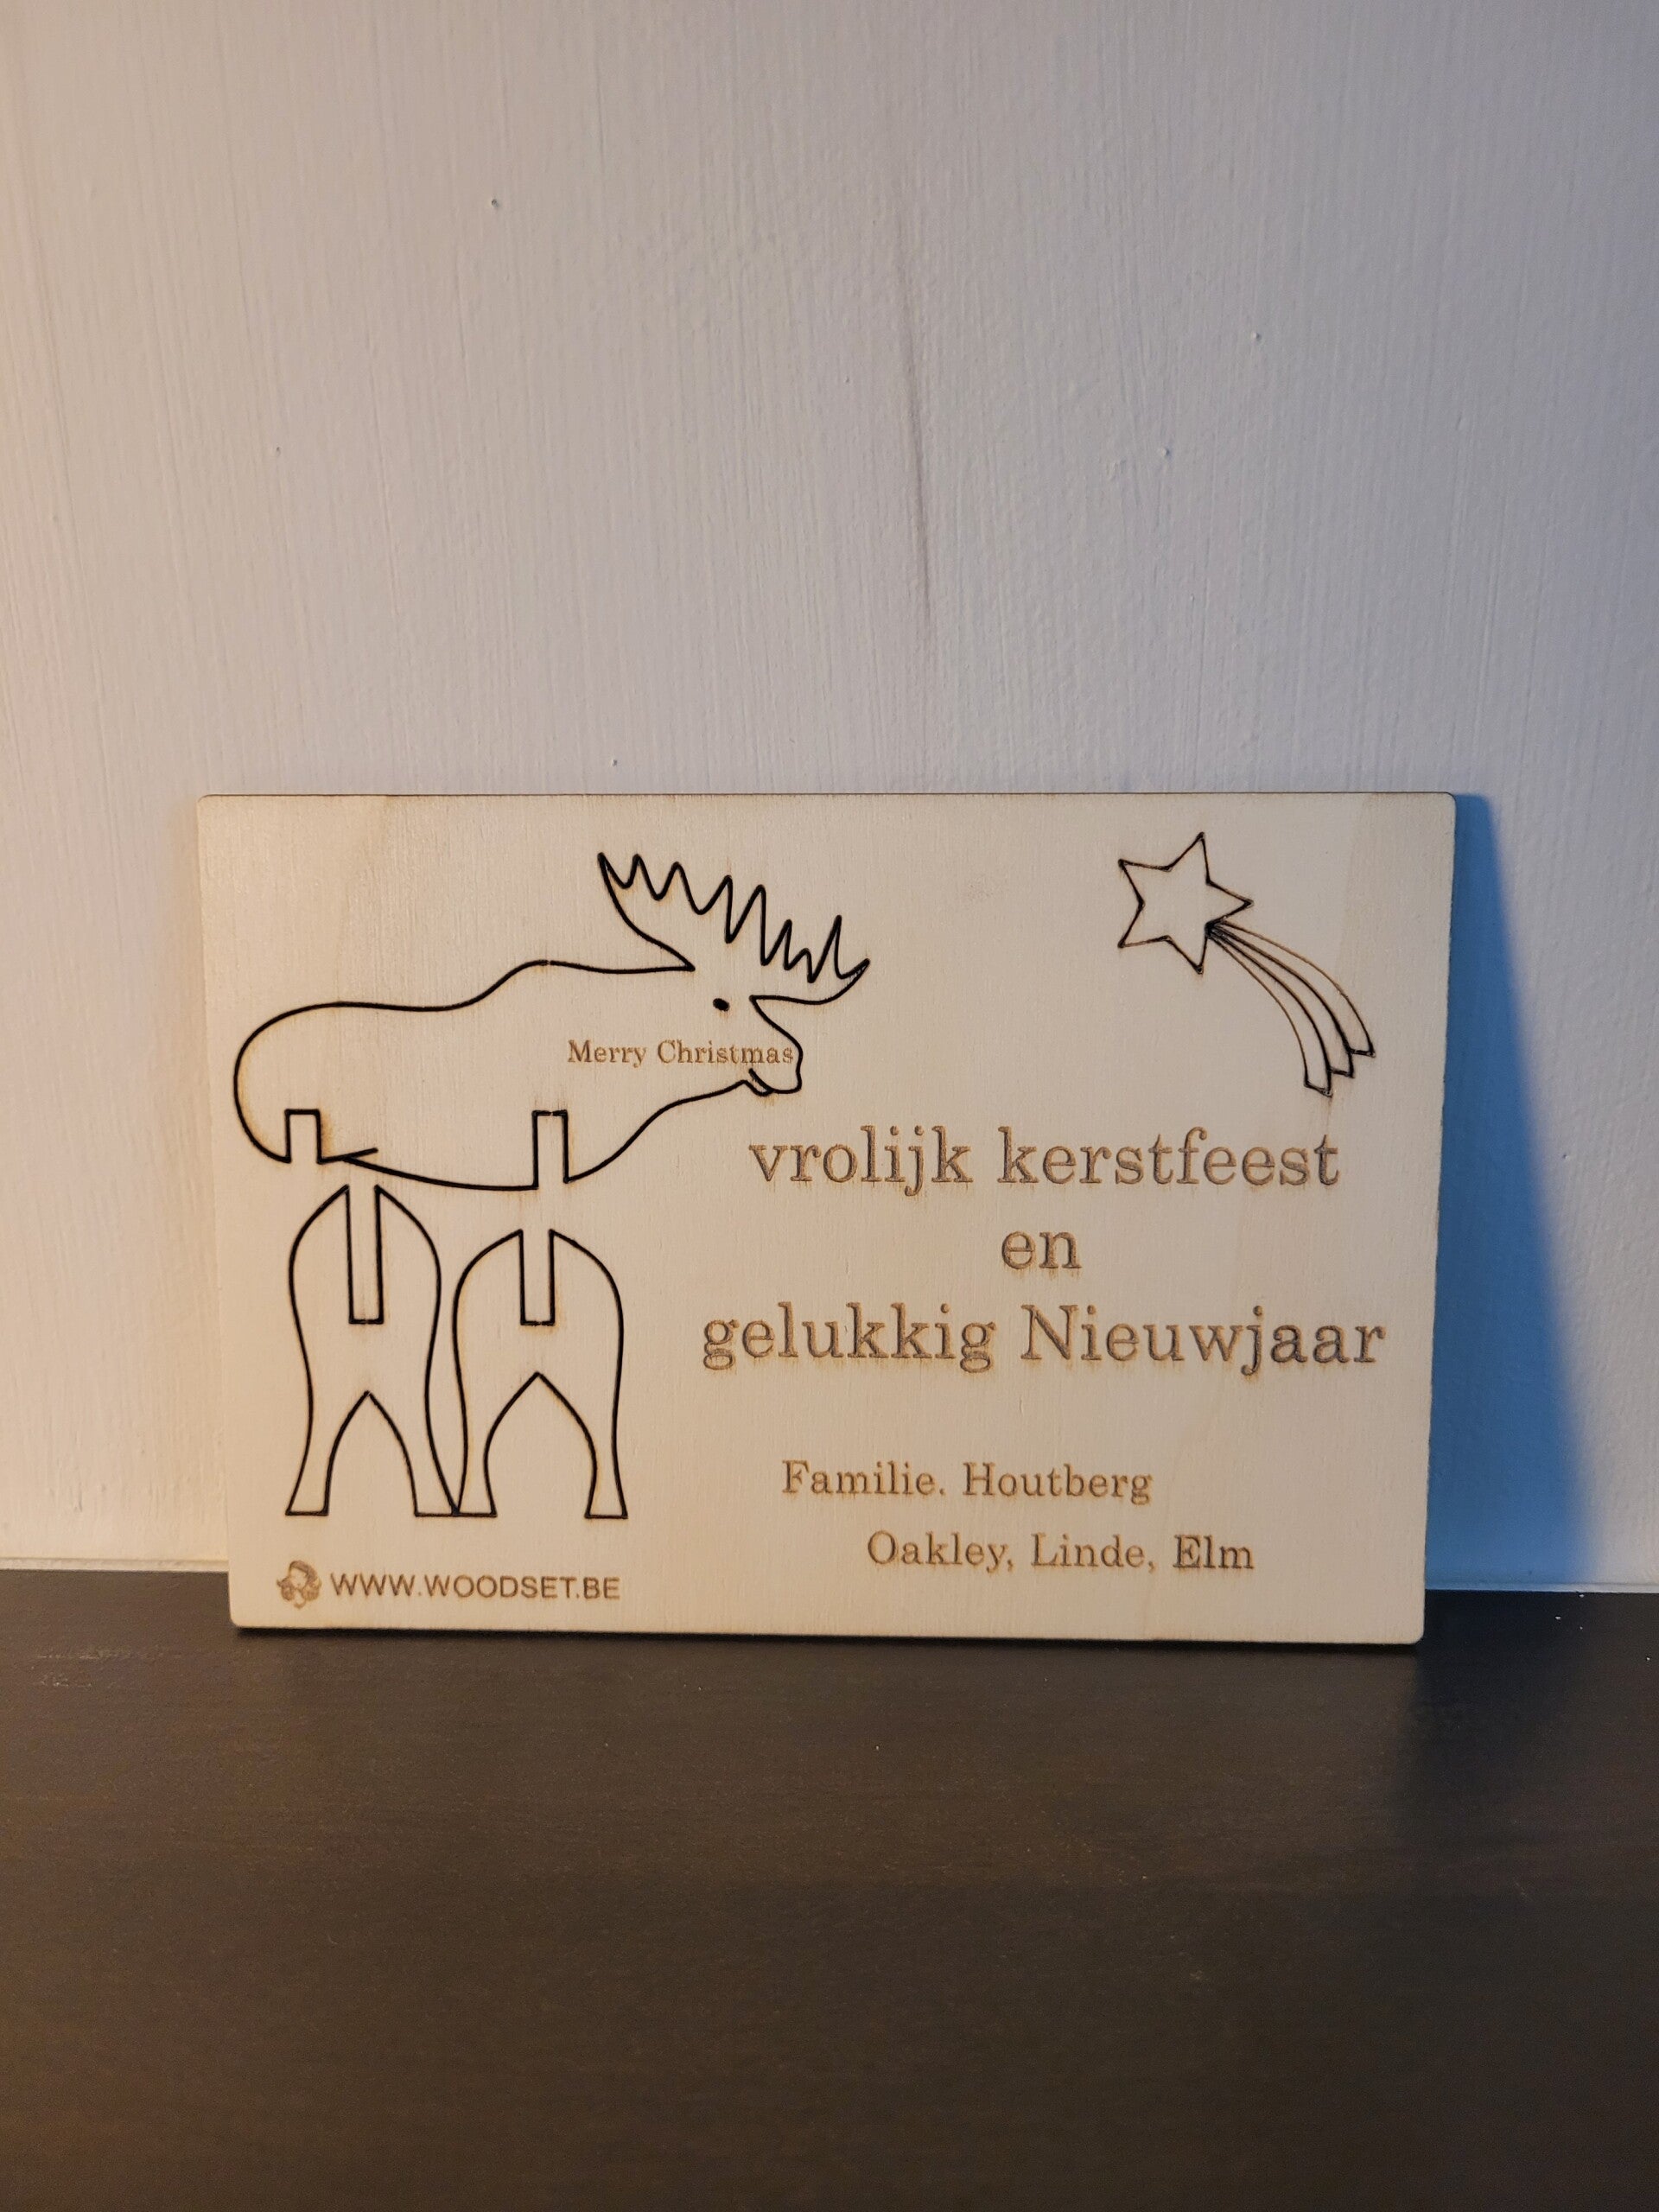 Merry Christmas
vrolijk kerstfeest
en
gelukkig Nieuwjaar
Familie. Houtberg
Oakley, Linde, Elm
WWW.WOODSET.BE